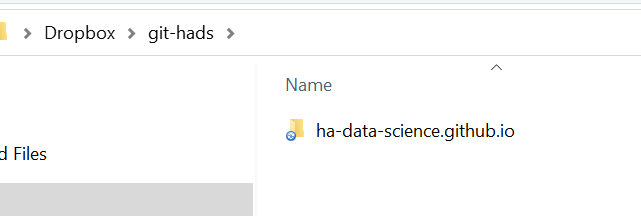 Dropbox > git-hads >
Name
ha-data-science.github.io
d Files